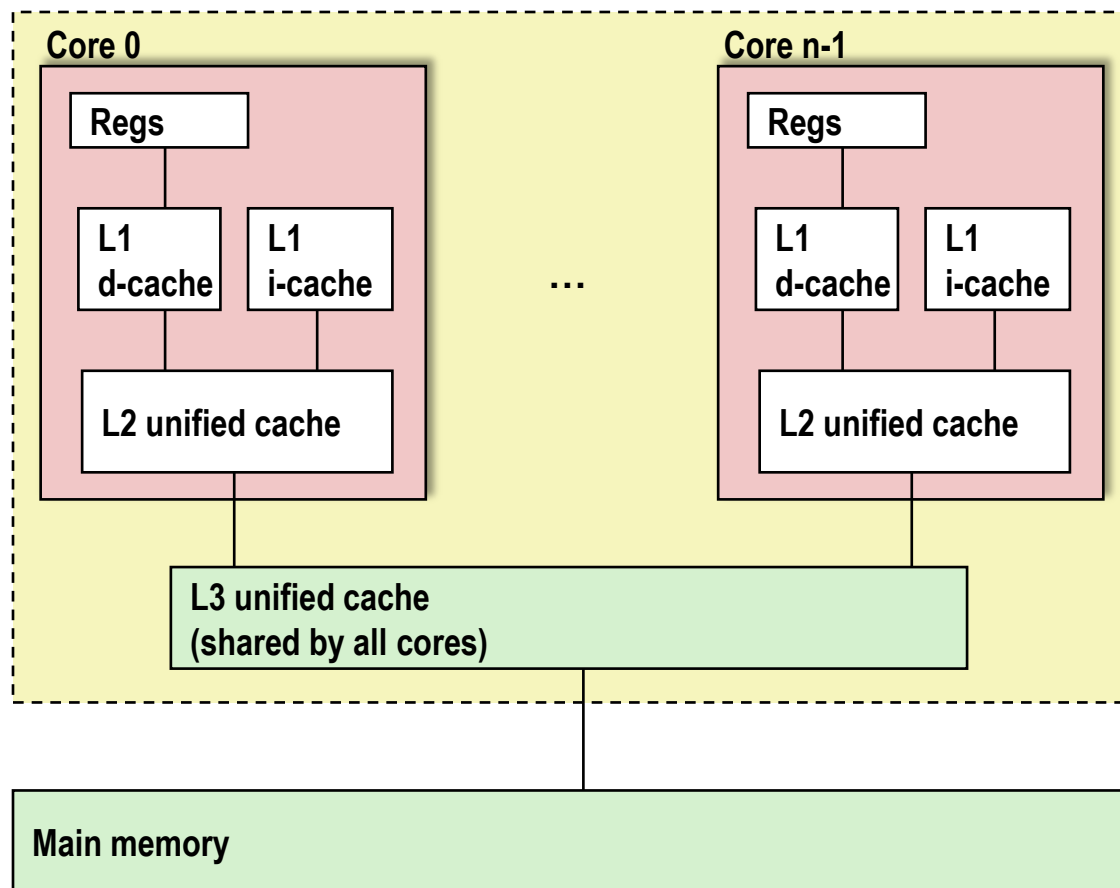 Core 0
Regs
L1
d-cache
L1
i-cache
L2 unified cache
...
Core n-1
Regs
L1
d-cache
L1
i-cache
L2 unified cache
L3 unified cache
(shared by all cores)
Main memory